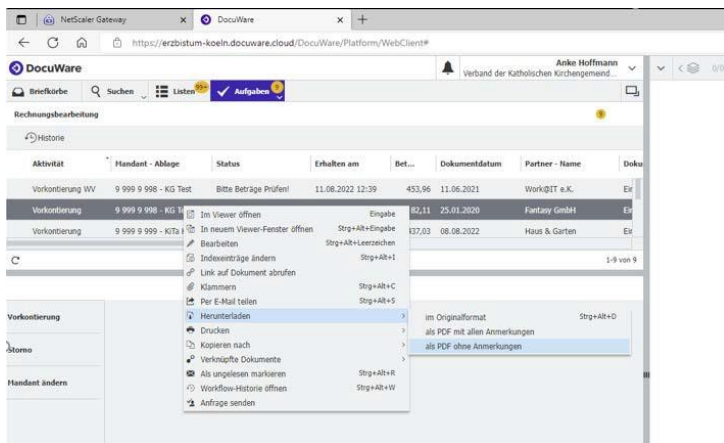 NetScaler Gateway
DocuWare
https://erzbistum-koeln.docuware.cloud/DocuWare/Platform/WebClient#
DocuWare
Anke Hoffmann
Verband der Katholischen Kirchengemeind...
Briefkörbe
Suchen
Listen
99+
Aufgaben
9
Rechnungsbearbeitung
9
Historie
Aktivität Mandant - Ablage Status Erhalten am Bet... Dokumentdatum Partner - Name Doku
Vorkontierung WV 9 999 9 998 - KG Test Bitte Beträge Prüfen! 11.08.2022 12:39 453,96 11.06.2021 Work@IT e.K.
Vorkontierung 9 999 9 998 - KG 82,11 25.01.2020 Fantasy GmbH
Vorkontierung 9 999 9 999 - KiTa 437,03 08.08.2022 Haus & Garten
1-9 von 9
Im Viewer öffnen Eingabe
In neuem Viewer-Fenster öffnen Strg+Alt+Eingabe
Bearbeiten Strg+Alt+Leerzeichen
Indexeinträge ändern Strg+Alt+I
Link auf Dokument abrufen
Klammern Strg+Alt+C
Per E-Mail teilen Strg+Alt+S
Herunterladen
Drucken
Kopieren nach
Verknüpfte Dokumente
Als ungelesen markieren Strg+Alt+R
Workflow-Historie öffnen Strg+Alt+W
Anfrage senden
im Originalformat Strg+Alt+D
als PDF mit allen Anmerkungen
als PDF ohne Anmerkungen
Vorkontierung
Storno
Mandant ändern